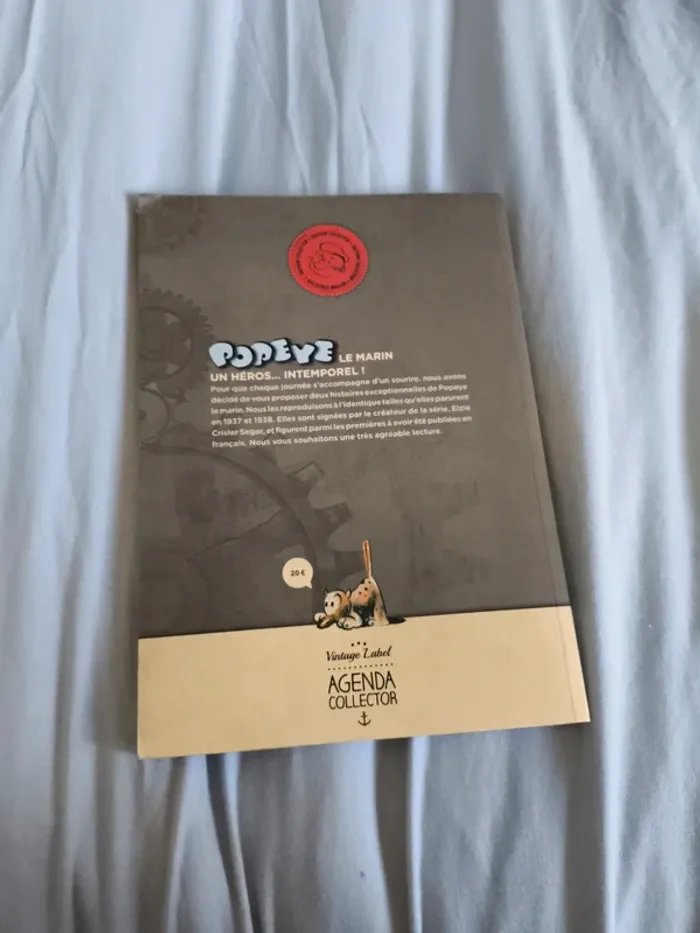 POPEYE LE MARIN
UN HÉROS... INTEMPOREL !
Pour que chaque journée s'accompagne d'un sourire, nous avons
décidé de vous proposer deux histoires exceptionnelles de Popeye
le marin. Nous les reproduisons à l'identique telles qu'elles parurent
en 1937 et 1938. Elles sont signées par le créateur de la série, Elzie
Crisler Segar, et figurent parmi les premières à avoir été publiées en
français. Nous vous souhaitons une très agréable lecture.
20 €
Vintage Label
AGENDA
COLLECTOR